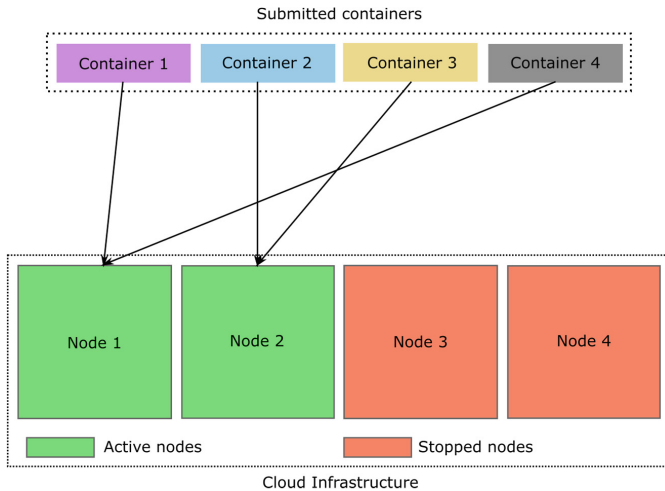 Submitted containers
Container 1
Container 2
Container 3
Container 4
Node 1
Node 2
Node 3
Node 4
Active nodes
Stopped nodes
Cloud Infrastructure